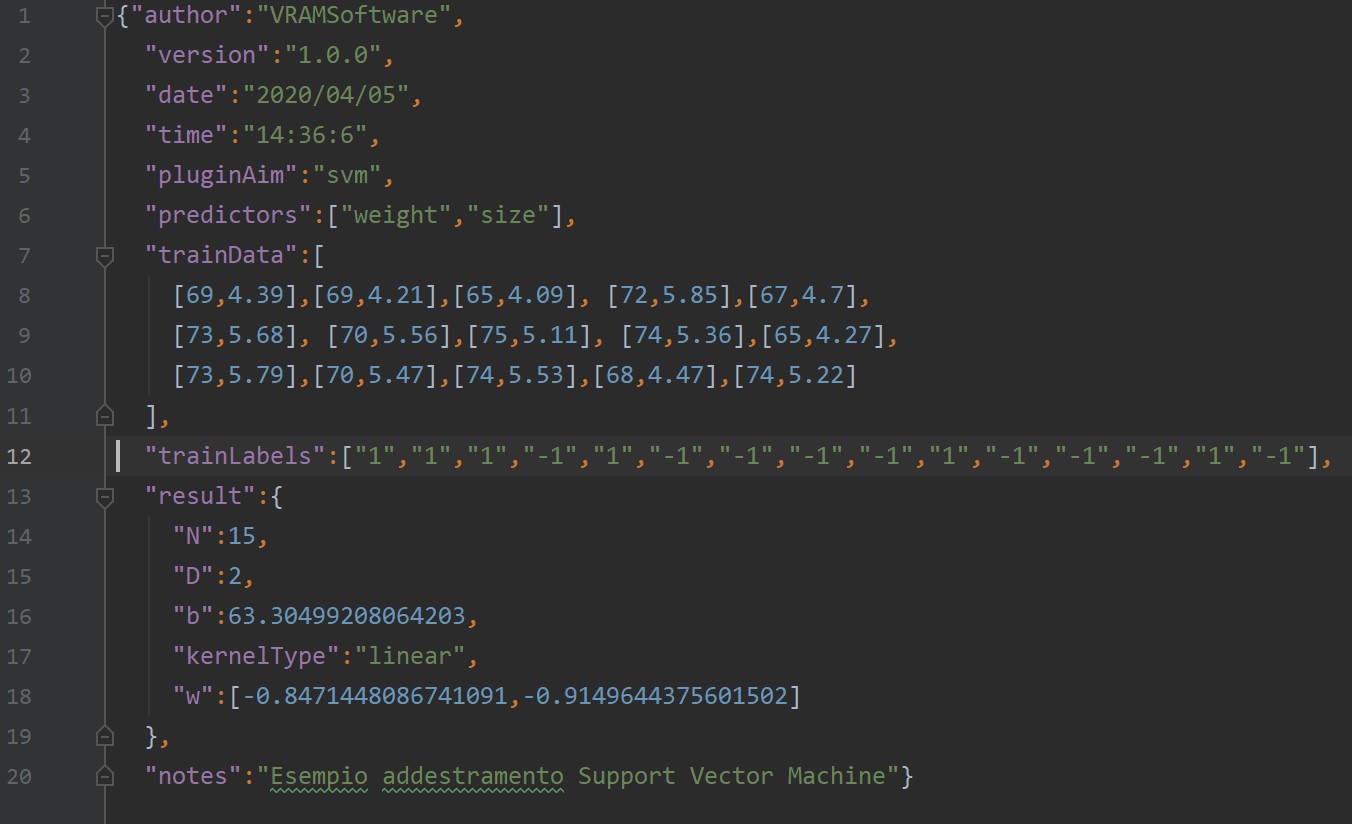 1 {"author":"VRAMSoftware",
2 "version":"1.0.0",
3 "date":"2020/04/05",
4 "time":"14:36:6",
5 "pluginAim":"svm",
6 "predictors":["weight","size"],
7 "trainData":[
8 [69,4.39],[69,4.21],[65,4.09], [72,5.85],[67,4.7],
9 [73,5.68], [70,5.56],[75,5.11], [74,5.36],[65,4.27],
10 [73,5.79],[70,5.47],[74,5.53],[68,4.47],[74,5.22]
11 ],
12 "trainLabels":["1","1","1","-1","1","-1","-1","-1","-1","1","-1","-1","-1","1","-1"],
13 "result":{
14 "N":15,
15 "D":2,
16 "b":63.30499208064203,
17 "kernelType":"linear",
18 "w":[-0.8471448086741091,-0.9149644375601502]
19 },
20 "notes":"Esempio addestramento Support Vector Machine"}